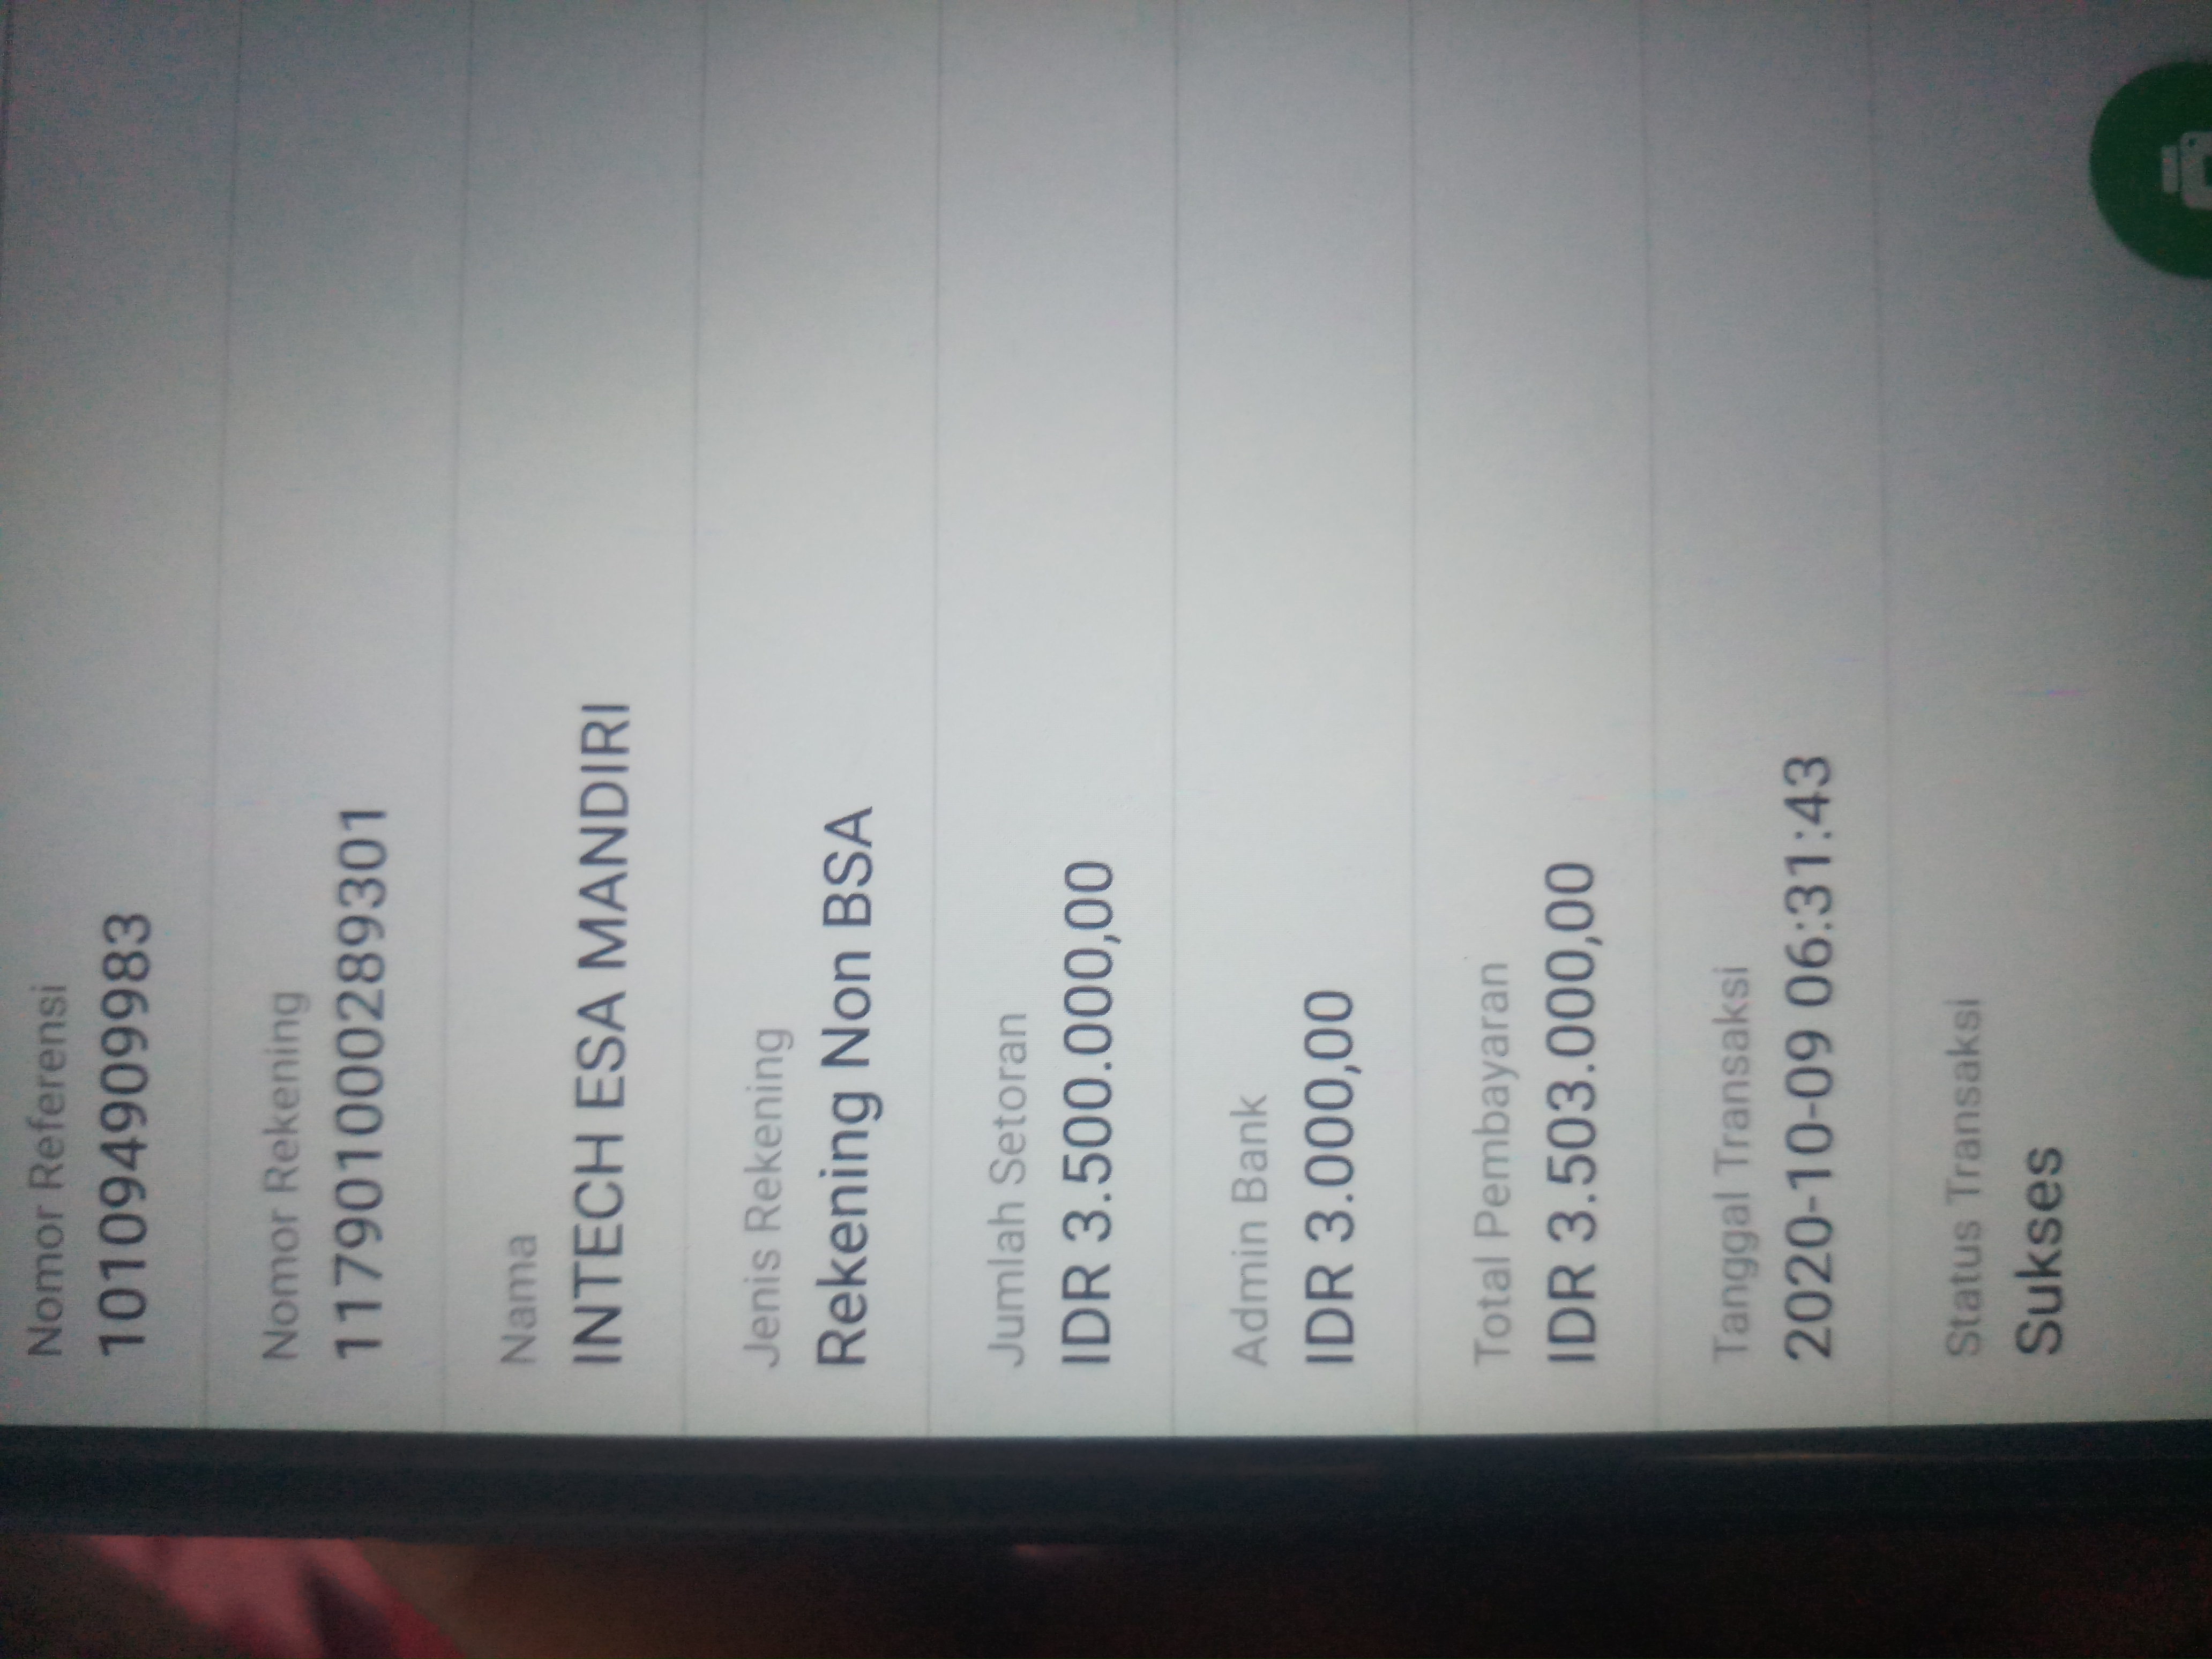 Nomor Referensi
101094909983
Nomor Rekening
117901000289301
Nama
INTECH ESA MANDIRI
Jenis Rekening
Rekening Non BSA
Jumlah Setoran
IDR 3.500.000,00
Admin Bank
IDR 3.000,00
Total Pembayaran
IDR 3.503.000,00
Tanggal Transaksi
2020-10-09 06:31:43
Status Transaksi
Sukses